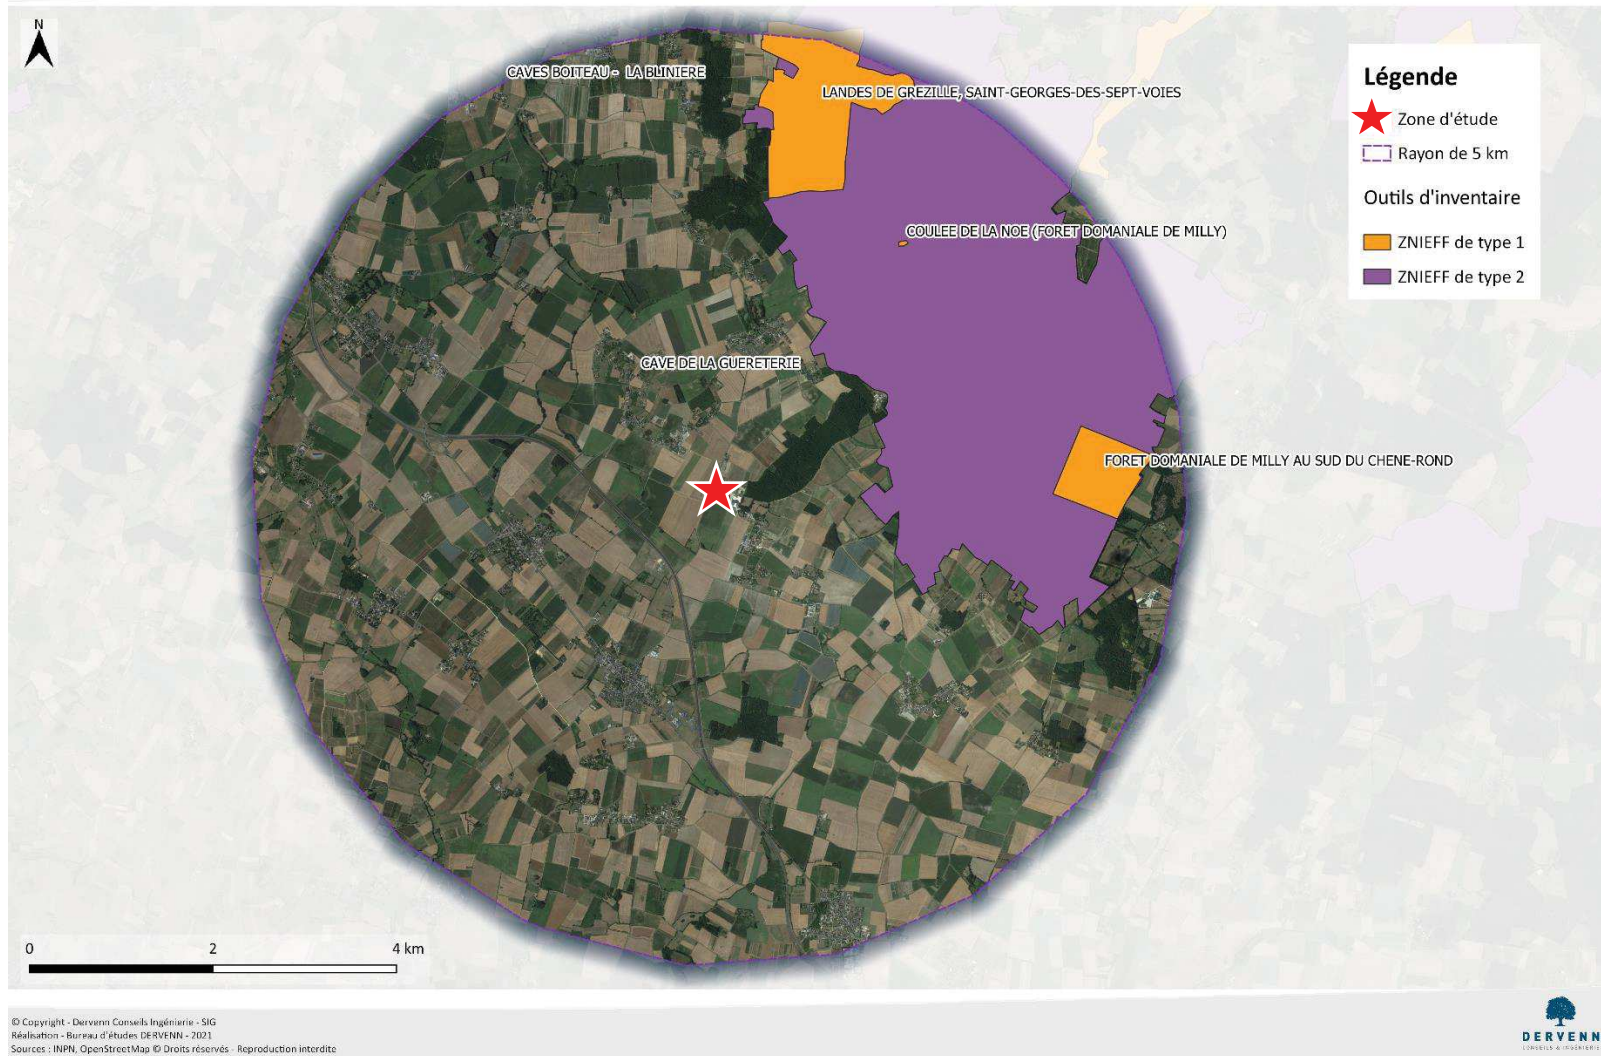 N
CAVES BOITEAU - LA BLINIERE
LANDES DE GREZILLE, SAINT-GEORGES-DES-SEPT-VOIES
COULEE DE LA NOE (FORET DOMANIALE DE MILLY)
CAVE DE LA GUERETERIE
FORET DOMANIALE DE MILLY AU SUD DU CHENE-ROND
Légende
Zone d'étude
Rayon de 5 km
Outils d'inventaire
ZNIEFF de type 1
ZNIEFF de type 2
0 2 4 km
© Copyright - Dervenn Conseils Ingénierie - SIG
Réalisation - Bureau d'études DERVENN - 2021
Sources : INPN, OpenStreetMap © Droits réservés - Reproduction interdite
DERVENN
CONSEILS & INGÉNIERIE